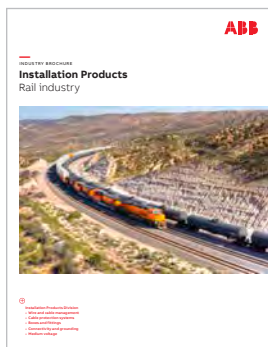 ABB
INDUSTRY BROCHURE
Installation Products
Rail industry
Installation Products Division
– Wire and cable management
– Cable protection systems
– Boxes and fittings
– Connectivity and grounding
– Medium voltage